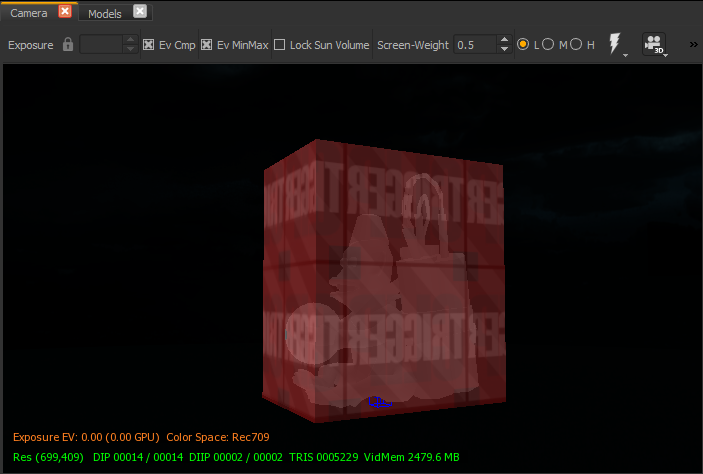 Camera Models
Exposure Ev Cmp Ev MinMax Lock Sun Volume Screen-Weight 0.5 L M H 3D »
TRIGGER TRIGGER
TRIGGER TRIGGER
Exposure EV: 0.00 (0.00 GPU) Color Space: Rec709
Res (699,409) DIP 00014 / 00014 DIIP 00002 / 00002 TRIS 0005229 VidMem 2479.6 MB